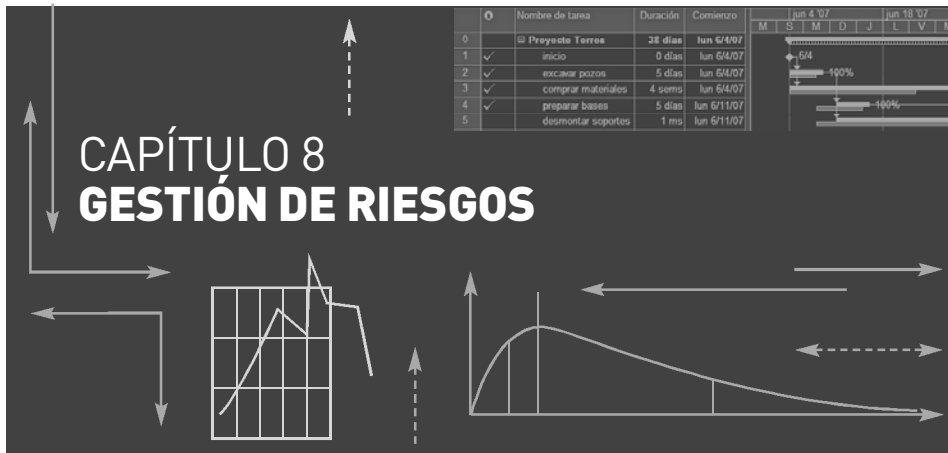 Nombre de tarea Duración Comienzo jun 4 '07 jun 18 '07
M S M D J L V M
0 Proyecto Torres 38 días lun 6/4/07
1 inicio 0 días lun 6/4/07 6/4
2 excavar pozos 5 días lun 6/4/07 100%
3 comprar materiales 4 sems lun 6/4/07
4 preparar bases 5 días lun 6/11/07 100%
5 desmontar soportes 1 ms lun 6/11/07
CAPÍTULO 8
GESTIÓN DE RIESGOS